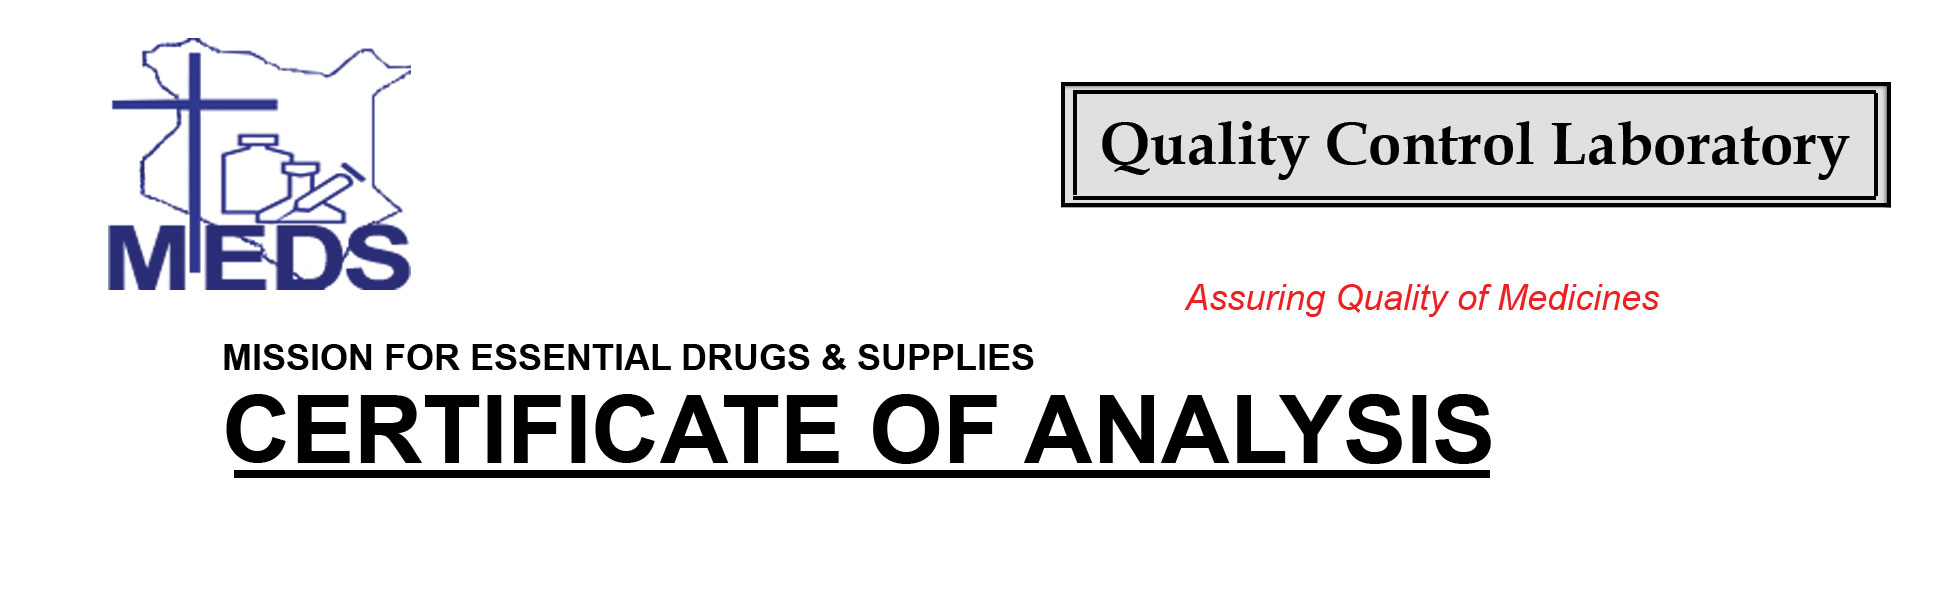 MEDS
Quality Control Laboratory
Assuring Quality of Medicines
MISSION FOR ESSENTIAL DRUGS & SUPPLIES
CERTIFICATE OF ANALYSIS